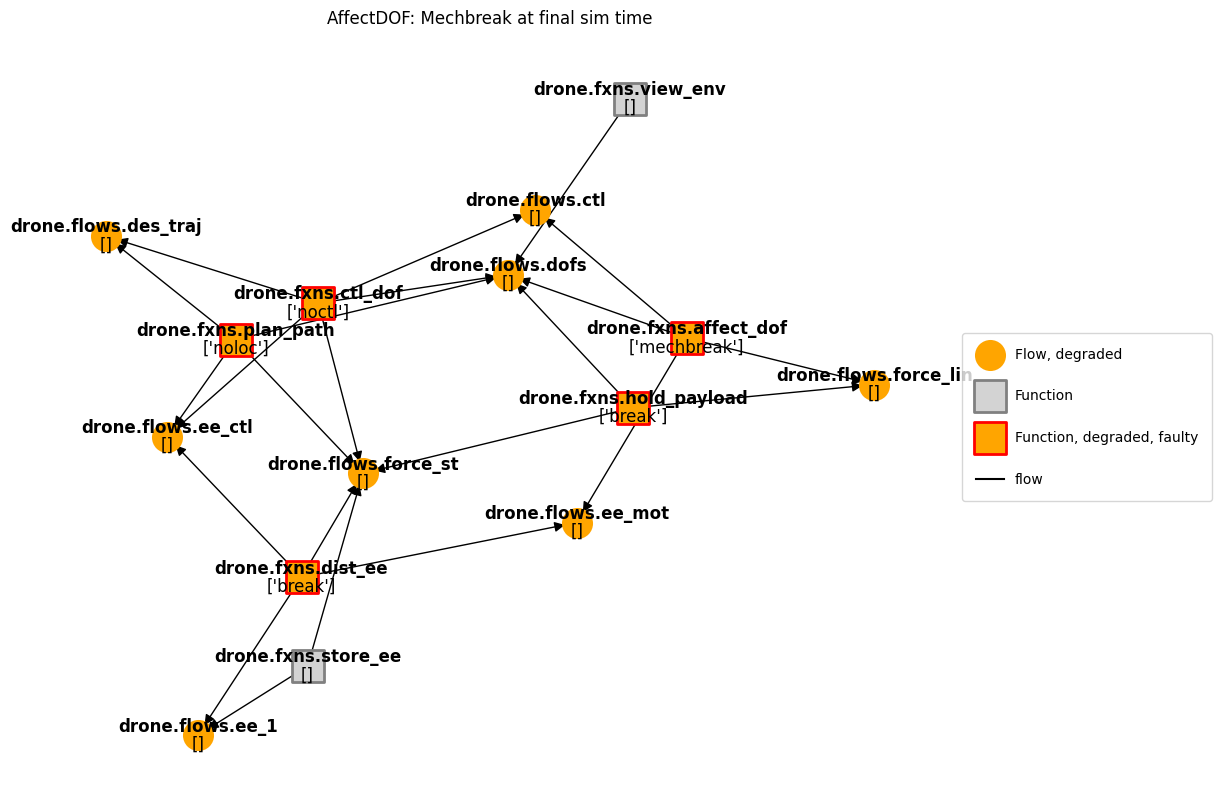 AffectDOF: Mechbreak at final sim time
drone.fxns.view_env
[]
drone.flows.ctl
[]
drone.flows.des_traj
[]
drone.flows.dofs
[]
drone.fxns.ctl_dof
['noctl']
drone.fxns.plan_path
['noloc']
drone.fxns.affect_dof
['mechbreak']
drone.flows.force_lin
[]
drone.fxns.hold_payload
['break']
drone.flows.ee_ctl
[]
drone.flows.force_st
[]
drone.flows.ee_mot
[]
drone.fxns.dist_ee
['break']
drone.fxns.store_ee
[]
drone.flows.ee_1
[]
Flow, degraded
Function
Function, degraded, faulty
flow